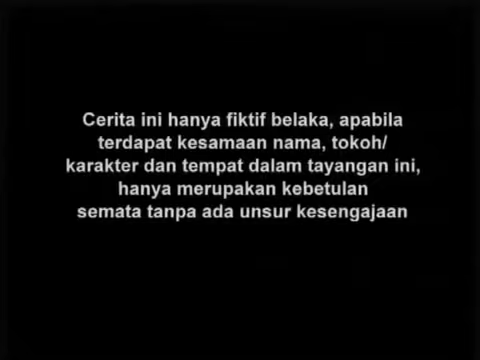 Cerita ini hanya fiktif belaka, apabila
terdapat kesamaan nama, tokoh/
karakter dan tempat dalam tayangan ini,
hanya merupakan kebetulan
semata tanpa ada unsur kesengajaan